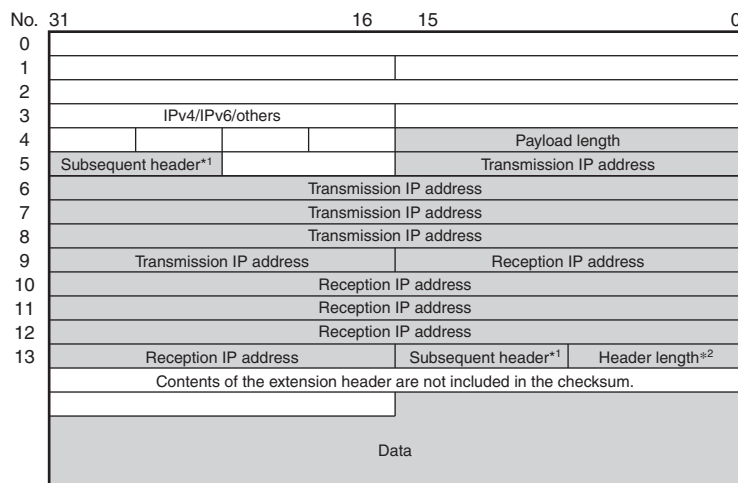 No. 31 16 15 0
0
1
2
3 IPv4/IPv6/others
4 Payload length
5 Subsequent header*1 Transmission IP address
6 Transmission IP address
7 Transmission IP address
8 Transmission IP address
9 Transmission IP address Reception IP address
10 Reception IP address
11 Reception IP address
12 Reception IP address
13 Reception IP address Subsequent header*1 Header length*2
Contents of the extension header are not included in the checksum.
Data